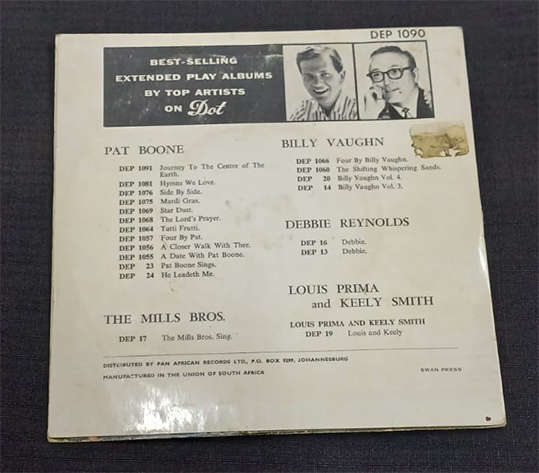 DEP 1090
BEST-SELLING
EXTENDED PLAY ALBUMS
BY TOP ARTISTS
ON Dot
PAT BOONE
DEP 1091 Journey To The Centre of The
Earth.
DEP 1081 Hymns We Love.
DEP 1076 Side By Side.
DEP 1075 Mardi Gras.
DEP 1069 Star Dust.
DEP 1068 The Lord's Prayer.
DEP 1064 Tutti Frutti.
DEP 1057 Four By Pat.
DEP 1056 A Closer Walk With Thee.
DEP 1055 A Date With Pat Boone.
DEP 23 Pat Boone Sings.
DEP 24 He Leadeth Me.
THE MILLS BROS.
DEP 17 The Mills Bros. Sing.
BILLY VAUGHN
DEP 1066 Four By Billy Vaughn.
DEP 1060 The Shifting Whispering Sands.
DEP 20 Billy Vaughn Vol. 4.
DEP 14 Billy Vaughn Vol. 3.
DEBBIE REYNOLDS
DEP 16 Debbie.
DEP 13 Debbie.
LOUIS PRIMA
and KEELY SMITH
LOUIS PRIMA AND KEELY SMITH
DEP 19 Louis and Keely
DISTRIBUTED BY PAN AFRICAN RECORDS LTD., P.O. BOX 9299, JOHANNESBURG
MANUFACTURED IN THE UNION OF SOUTH AFRICA
SWAN PRESS